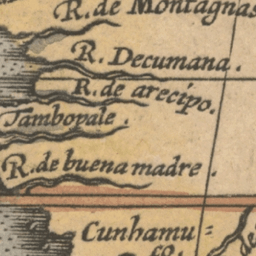 R. de Montagnas
R. Decumana.
R. de arecipo.
Tambopale.
R. de buena madre.
Cunhamu=